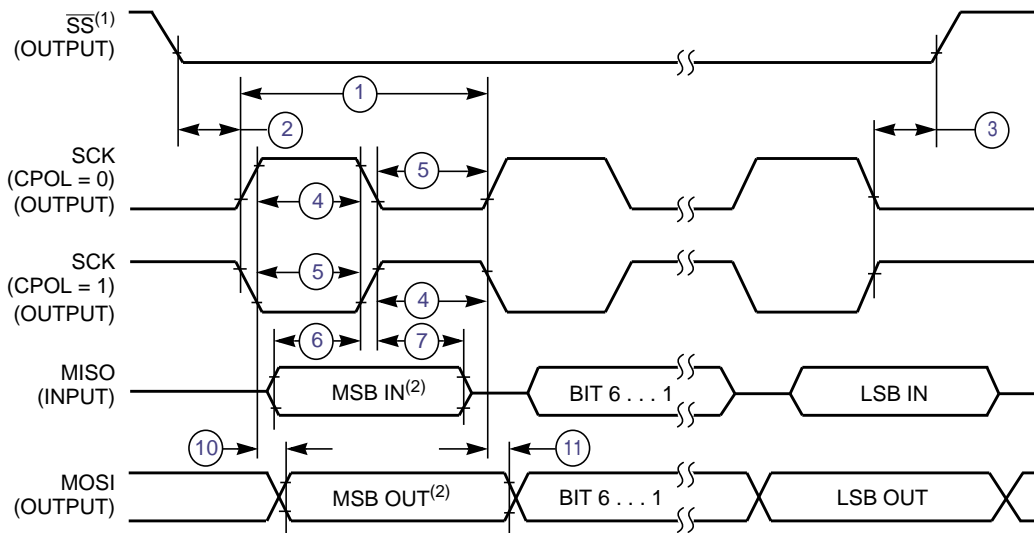 SS(1)
(OUTPUT)
1
2
3
SCK
(CPOL = 0)
(OUTPUT)
5
4
SCK
(CPOL = 1)
(OUTPUT)
5
4
6
7
MISO
(INPUT)
MSB IN(2)
BIT 6 . . . 1
LSB IN
10
11
MOSI
(OUTPUT)
MSB OUT(2)
BIT 6 . . . 1
LSB OUT